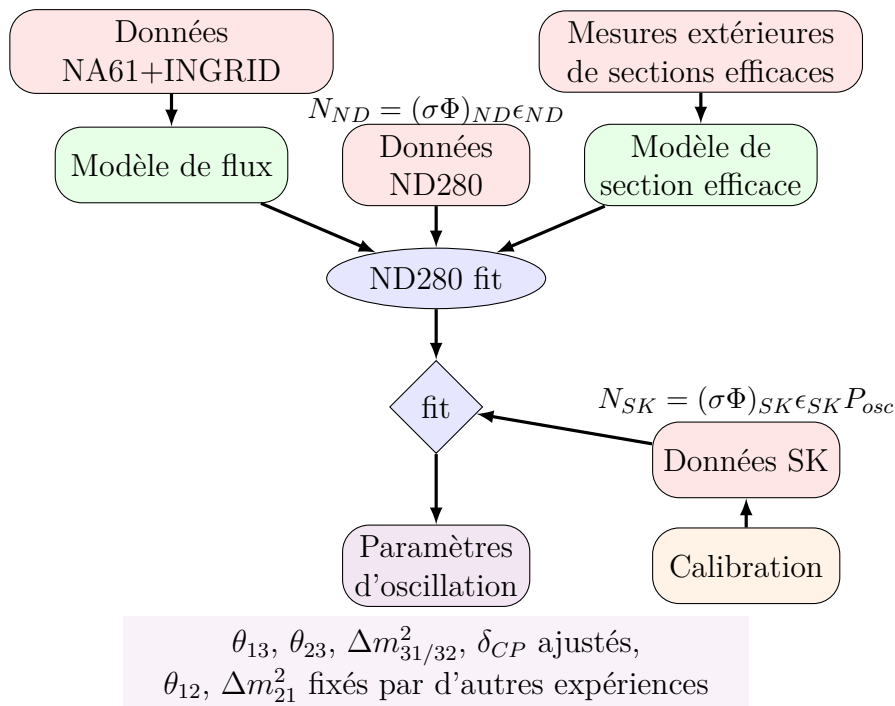 Données
NA61+INGRID
Mesures extérieures
de sections efficaces
N_{ND} = (σΦ)_{ND}ϵ_{ND}
Modèle de flux
Données
ND280
Modèle de
section efficace
ND280 fit
fit
N_{SK} = (σΦ)_{SK}ϵ_{SK}P_{osc}
Données SK
Paramètres
d'oscillation
Calibration
θ_{13}, θ_{23}, Δm^2_{31/32}, δ_{CP} ajustés,
θ_{12}, Δm^2_{21} fixés par d'autres expériences